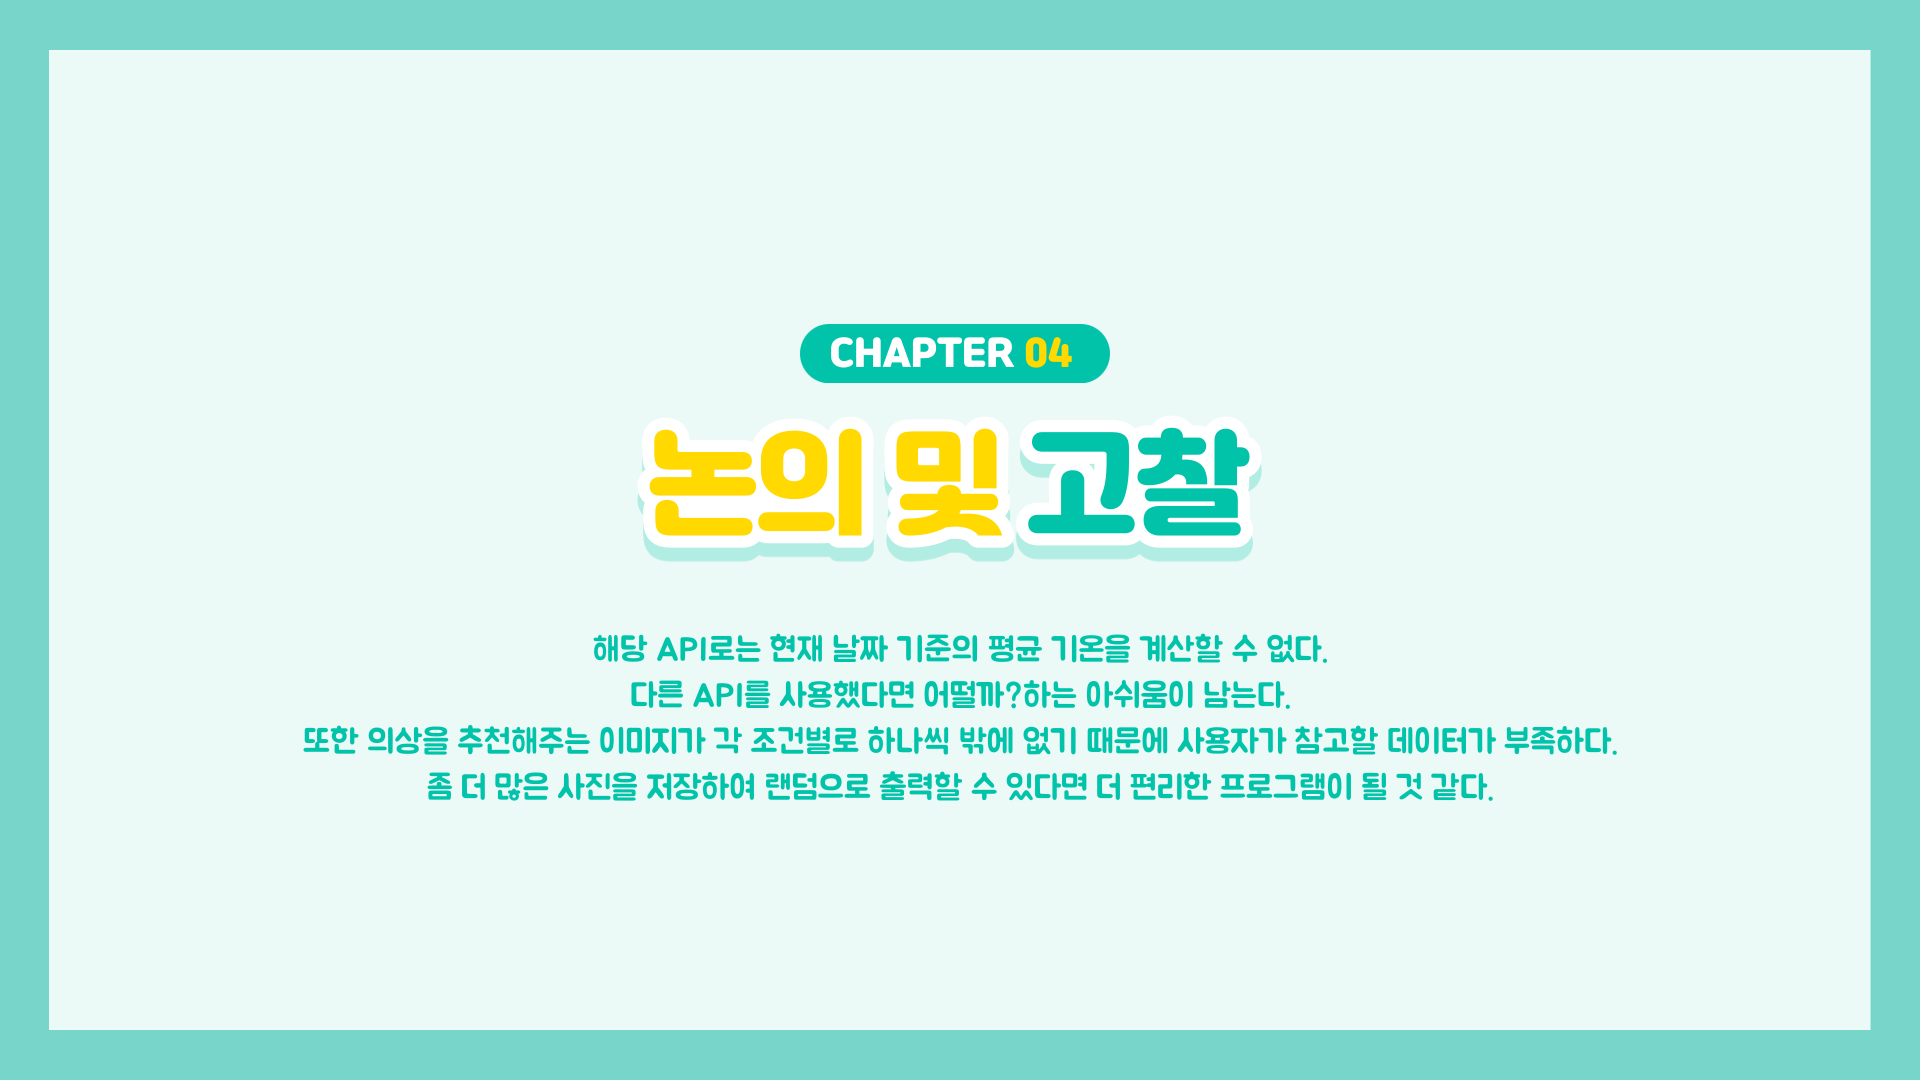 CHAPTER 04
논의 및 고찰
해당 API로는 현재 날짜 기준의 평균 기온을 계산할 수 없다.
다른 API를 사용했다면 어떨까?하는 아쉬움이 남는다.
또한 의상을 추천해주는 이미지가 각 조건별로 하나씩 밖에 없기 때문에 사용자가 참고할 데이터가 부족하다.
좀 더 많은 사진을 저장하여 랜덤으로 출력할 수 있다면 더 편리한 프로그램이 될 것 같다.